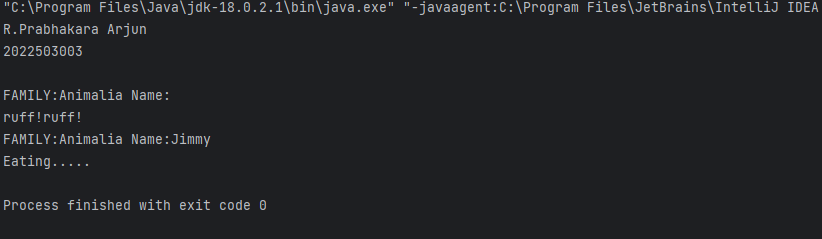 "C:\Program Files\Java\jdk-18.0.2.1\bin\java.exe" "-javaagent:C:\Program Files\JetBrains\IntelliJ IDEA
R.Prabhakara Arjun
2022503003
FAMILY:Animalia Name:
ruff!ruff!
FAMILY:Animalia Name:Jimmy
Eating.....
Process finished with exit code 0